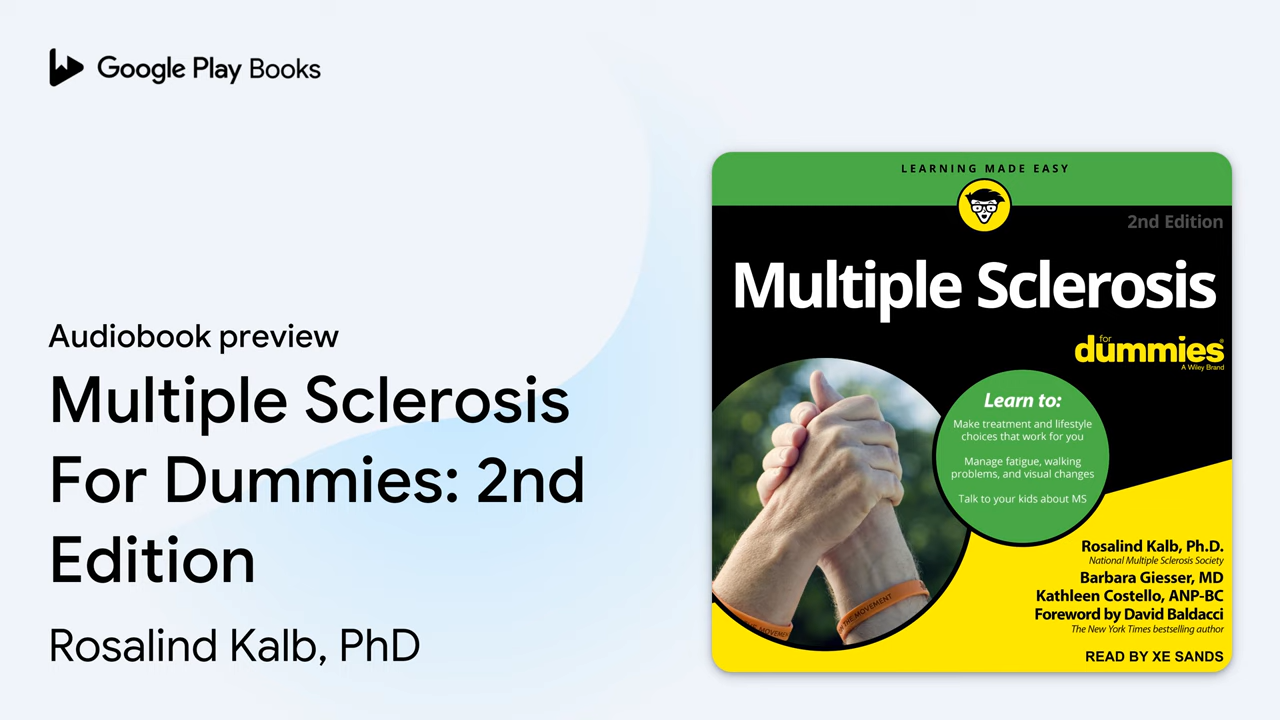 Google Play Books
Audiobook preview
Multiple Sclerosis
For Dummies: 2nd
Edition
Rosalind Kalb, PhD
LEARNING MADE EASY
2nd Edition
Multiple Sclerosis
for
dummies®
A Wiley Brand
Learn to:
Make treatment and lifestyle
choices that work for you
Manage fatigue, walking
problems, and visual changes
Talk to your kids about MS
Rosalind Kalb, Ph.D.
National Multiple Sclerosis Society
Barbara Giesser, MD
Kathleen Costello, ANP-BC
Foreword by David Baldacci
The New York Times bestselling author
READ BY XE SANDS
MOVEMENT